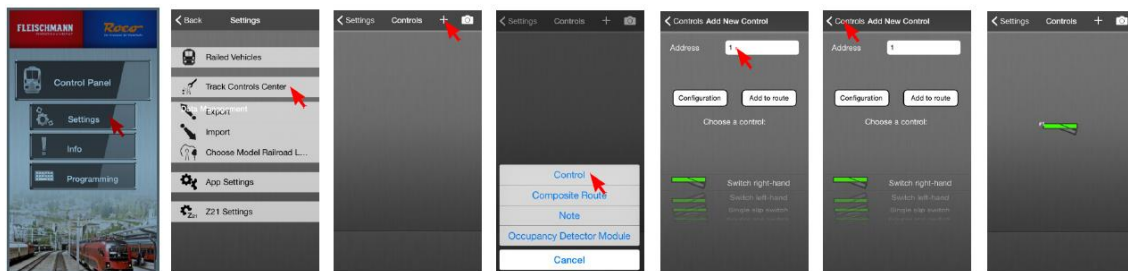 FLEISCHMANN
Roco
Control Panel
Settings
Info
Programming
Back Settings
Railed Vehicles
Track Controls Center
Export
Import
Choose Model Railroad L...
App Settings
Z21 Settings
Settings Controls +
Settings Controls +
Control
Composite Route
Note
Occupancy Detector Module
Cancel
Controls Add New Control
Address 1
Configuration Add to route
Choose a control:
Switch right-hand
Switch left-hand
Single slip switch
Controls Add New Control
Address 1
Configuration Add to route
Choose a control:
Switch right-hand
Switch left-hand
Single slip switch
Settings Controls +